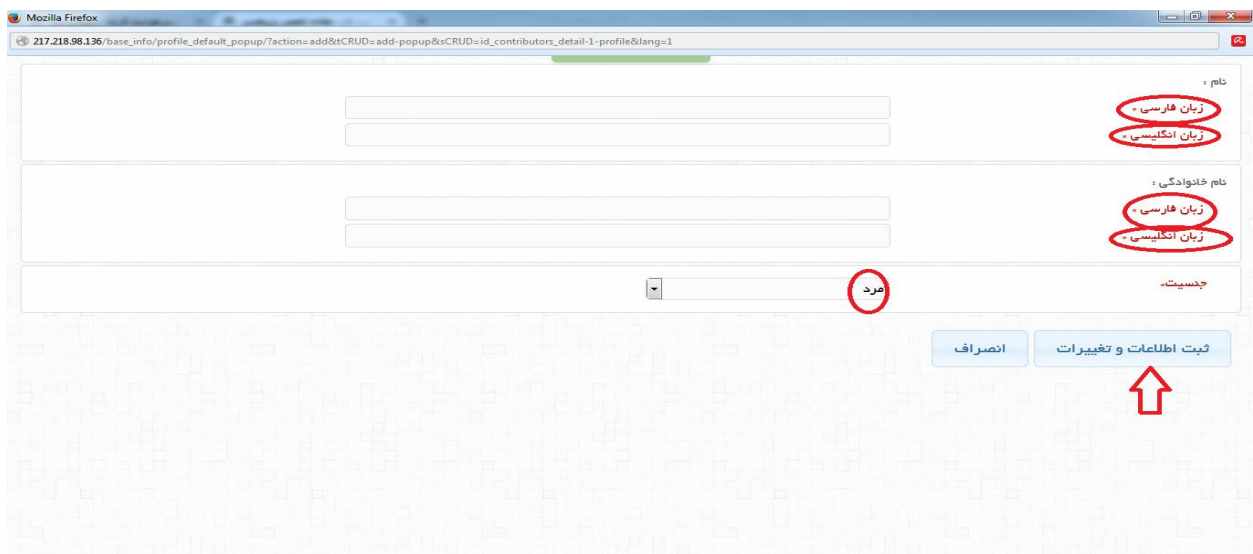 Mozilla Firefox
217.218.98.136/base_info/profile_default_popup/?action=add&tCRUD=add-popup&sCRUD=id_contributors_detail-1-profile&lang=1
نام :
زبان فارسی *
زبان انگلیسی *
نام خانوادگی :
زبان فارسی *
زبان انگلیسی *
جنسیت* مرد
ثبت اطلاعات و تغییرات انصراف